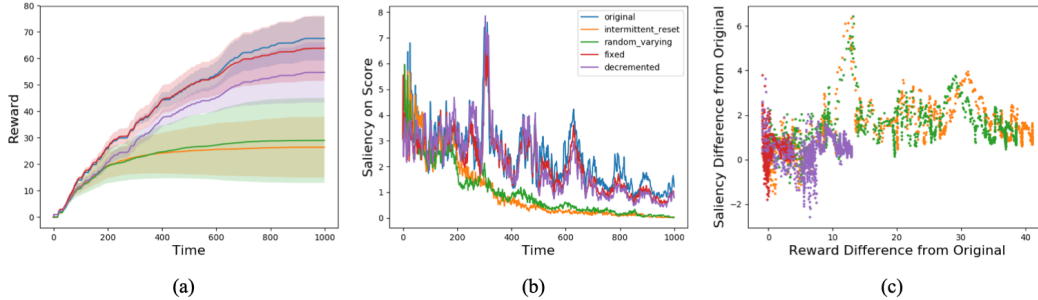 80
70
60
50
40
30
20
10
0
Reward
0 200 400 600 800 1000
Time
(a)
8
7
6
5
4
3
2
1
0
Saliency on Score
original
intermittent_reset
random_varying
fixed
decremented
0 200 400 600 800 1000
Time
(b)
6
4
2
0
−2
Saliency Difference from Original
0 10 20 30 40
Reward Difference from Original
(c)